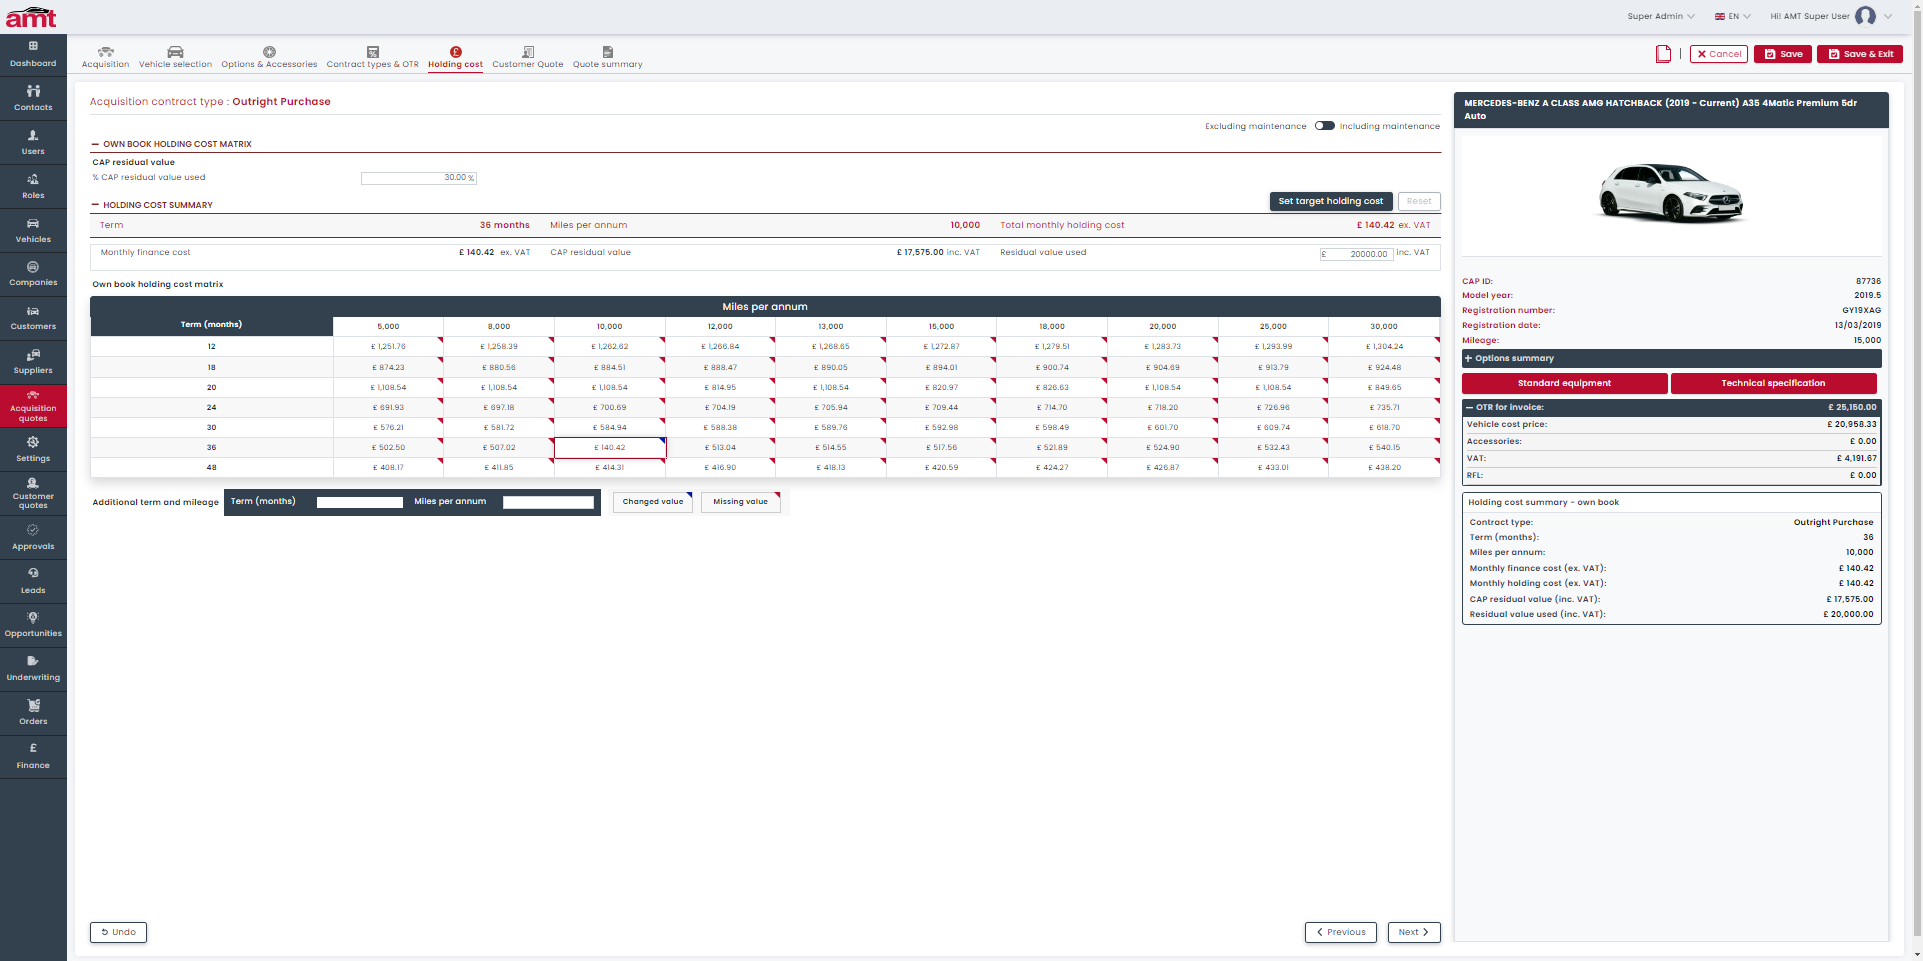 amt
Super Admin
EN
Hi! AMT Super User
Dashboard
Contacts
Users
Roles
Vehicles
Companies
Customers
Suppliers
Acquisition
quotes
Settings
Customer
quotes
Approvals
Leads
Opportunities
Underwriting
Orders
£
Finance
Acquisition
Vehicle selection
Options & Accessories
Contract types & OTR
£
Holding cost
Customer Quote
Quote summary
Cancel
Save
Save & Exit
Acquisition contract type : Outright Purchase
Excluding maintenance Including maintenance
OWN BOOK HOLDING COST MATRIX
CAP residual value
% CAP residual value used 30.00 %
HOLDING COST SUMMARY
Set target holding cost Reset
Term 36 months Miles per annum 10,000 Total monthly holding cost £ 140.42 ex. VAT
Monthly finance cost £ 140.42 ex. VAT CAP residual value £ 17,575.00 inc. VAT Residual value used £ 20000.00 inc. VAT
Own book holding cost matrix
Miles per annum
Term (months) 5,000 8,000 10,000 12,000 13,000 15,000 18,000 20,000 25,000 30,000
12 £ 1,251.76 £ 1,258.39 £ 1,262.62 £ 1,266.84 £ 1,268.65 £ 1,272.87 £ 1,279.51 £ 1,283.73 £ 1,293.99 £ 1,304.24
18 £ 874.23 £ 880.56 £ 884.51 £ 888.47 £ 890.05 £ 894.01 £ 900.74 £ 904.69 £ 913.79 £ 924.48
20 £ 1,108.54 £ 1,108.54 £ 1,108.54 £ 814.95 £ 1,108.54 £ 820.97 £ 826.63 £ 1,108.54 £ 1,108.54 £ 849.65
24 £ 691.93 £ 697.18 £ 700.69 £ 704.19 £ 705.94 £ 709.44 £ 714.70 £ 718.20 £ 726.96 £ 735.71
30 £ 576.21 £ 581.72 £ 584.94 £ 588.38 £ 589.76 £ 592.98 £ 598.49 £ 601.70 £ 609.74 £ 618.70
36 £ 502.50 £ 507.02 £ 140.42 £ 513.04 £ 514.55 £ 517.56 £ 521.89 £ 524.90 £ 532.43 £ 540.15
48 £ 408.17 £ 411.85 £ 414.31 £ 416.90 £ 418.13 £ 420.59 £ 424.27 £ 426.87 £ 433.01 £ 438.20
Additional term and mileage Term (months) Miles per annum Changed value Missing value
Undo
Previous
Next
MERCEDES-BENZ A CLASS AMG HATCHBACK (2019 - Current) A35 4Matic Premium 5dr
Auto
CAP ID: 87736
Model year: 2019.5
Registration number: GY19XAG
Registration date: 13/03/2019
Mileage: 15,000
Options summary
Standard equipment Technical specification
OTR for invoice: £ 25,150.00
Vehicle cost price: £ 20,958.33
Accessories: £ 0.00
VAT: £ 4,191.67
RFL: £ 0.00
Holding cost summary - own book
Contract type: Outright Purchase
Term (months): 36
Miles per annum: 10,000
Monthly finance cost (ex. VAT): £ 140.42
Monthly holding cost (ex. VAT): £ 140.42
CAP residual value (inc. VAT): £ 17,575.00
Residual value used (inc. VAT): £ 20,000.00